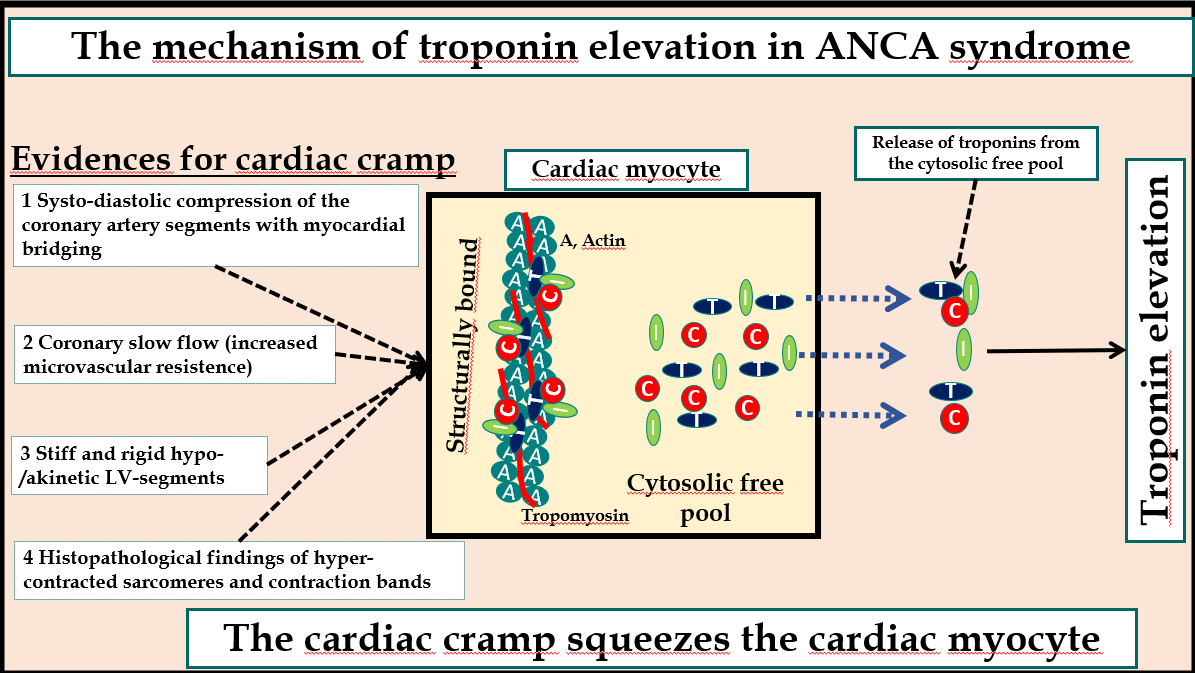 The mechanism of troponin elevation in ANCA syndrome
Evidences for cardiac cramp
1 Systo-diastolic compression of the
coronary artery segments with myocardial
bridging
2 Coronary slow flow (increased
microvascular resistence)
3 Stiff and rigid hypo-
/akinetic LV-segments
4 Histopathological findings of hyper-
contracted sarcomeres and contraction bands
Cardiac myocyte
Structurally bound
A, Actin
Tropomyosin
A A
A A
A I
A T I
A C
A
I A
T
C A
A A
A C
T
C I
I A
T A
A
A A
A A
T I T
I C C I
T I T
C C C
I T
Cytosolic free
pool
Release of troponins from
the cytosolic free pool
T I
C
I
T
C
Troponin elevation
The cardiac cramp squeezes the cardiac myocyte